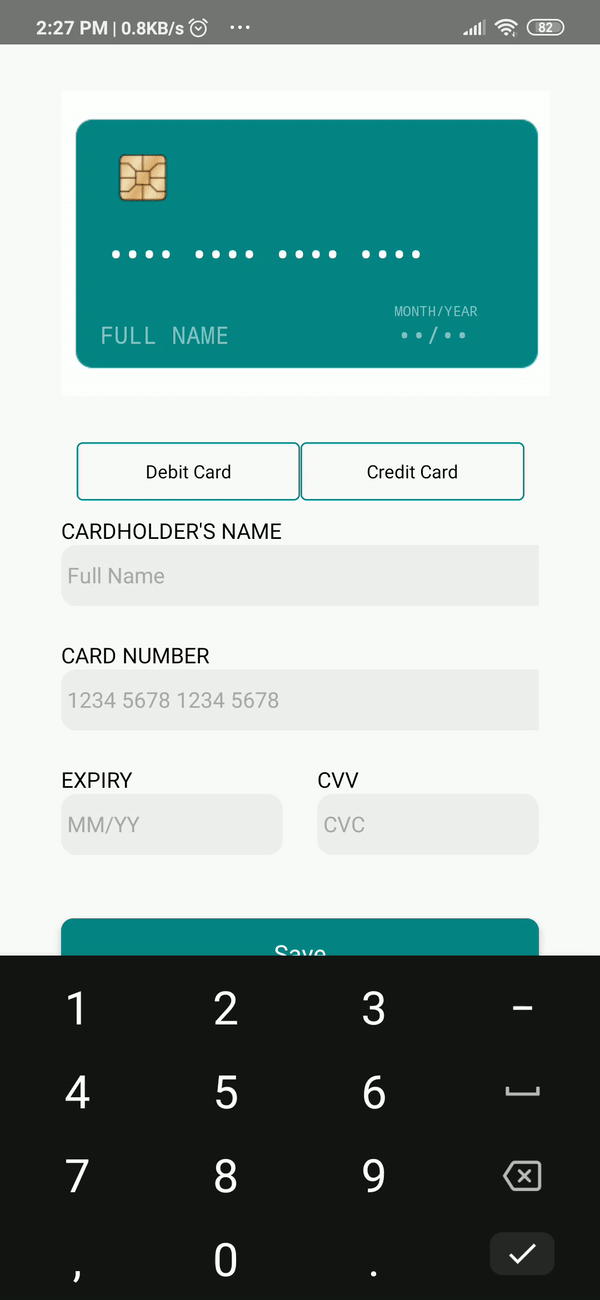 2:27 PM | 0.8KB/s ... 82
•••• •••• •••• ••••
MONTH/YEAR
FULL NAME ••/••
Debit Card Credit Card
CARDHOLDER'S NAME
Full Name
CARD NUMBER
1234 5678 1234 5678
EXPIRY CVV
MM/YY CVC
Save
1 2 3 –
4 5 6
7 8 9
, 0 .